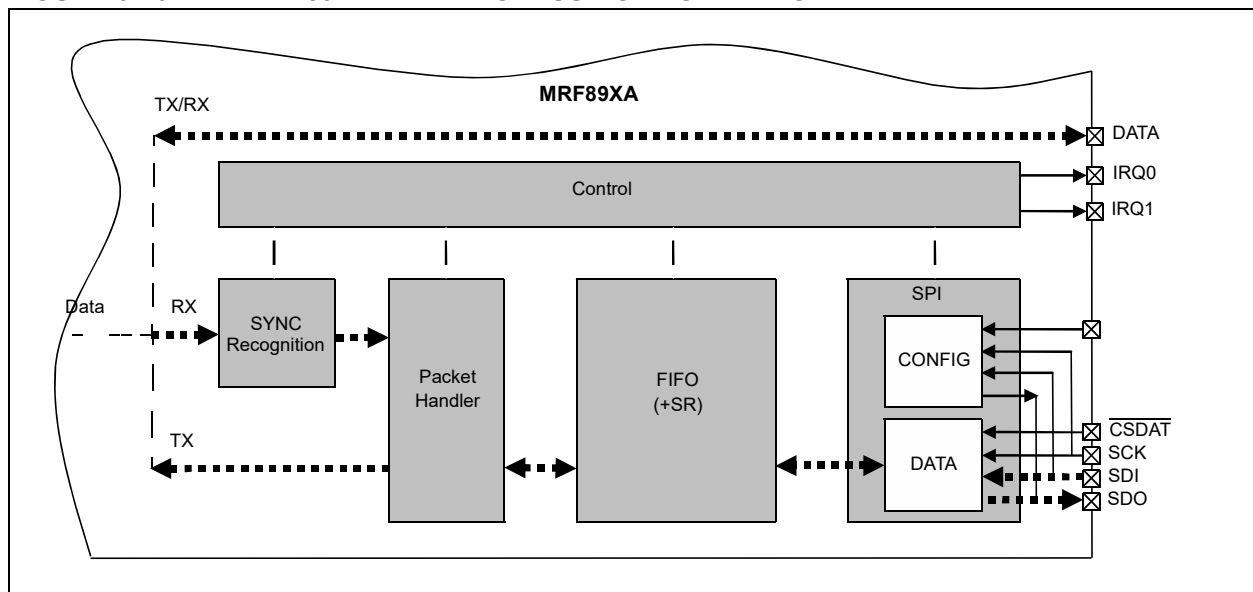 MRF89XA
TX/RX
DATA
IRQ0
Control
IRQ1
SPI
Data
RX
SYNC
Recognition
CONFIG
Packet
Handler
FIFO
(+SR)
TX
CSDAT
SCK
DATA
SDI
SDO